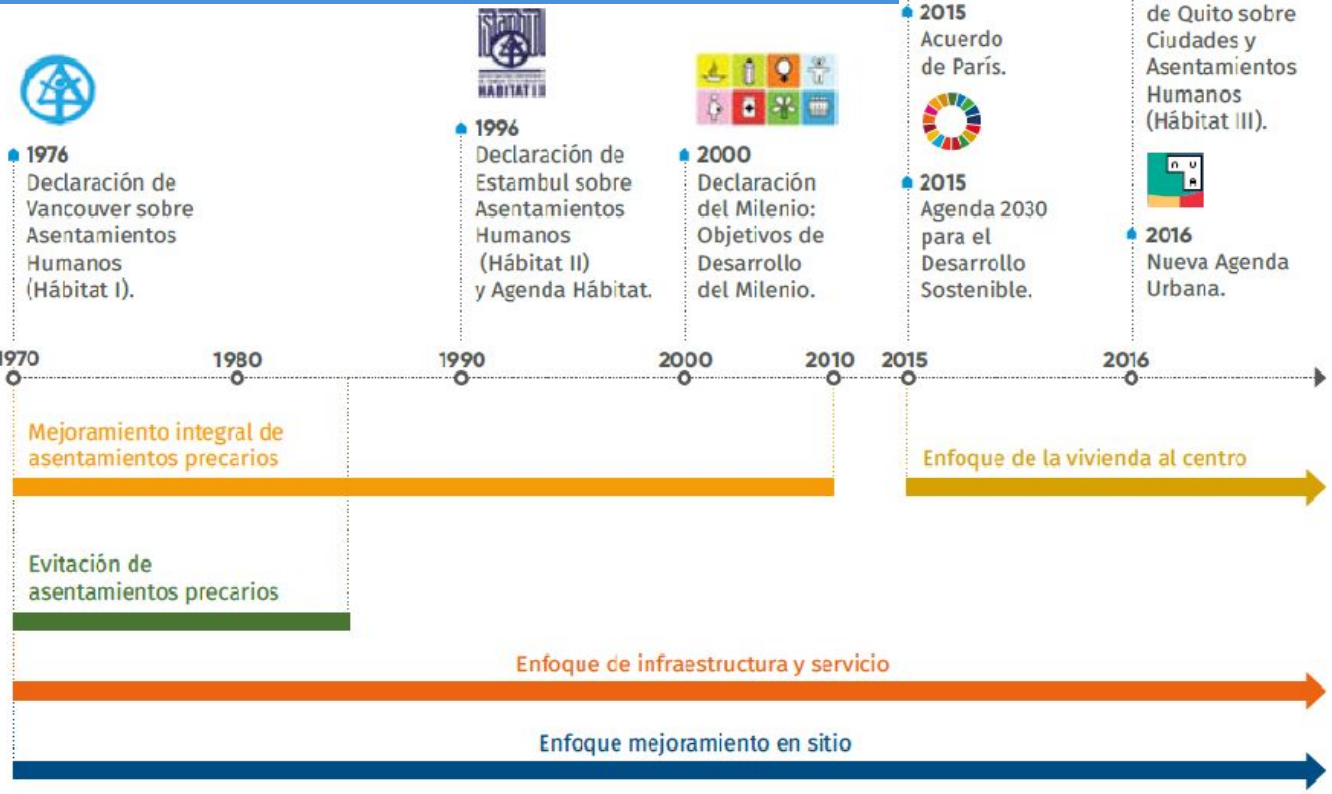 1976
Declaración de
Vancouver sobre
Asentamientos
Humanos
(Hábitat I).
HABITAT II
1996
Declaración de
Estambul sobre
Asentamientos
Humanos
(Hábitat II)
y Agenda Hábitat.
2000
Declaración
del Milenio:
Objetivos de
Desarrollo
del Milenio.
2015
Acuerdo
de París.
2015
Agenda 2030
para el
Desarrollo
Sostenible.
de Quito sobre
Ciudades y
Asentamientos
Humanos
(Hábitat III).
n U
A
2016
Nueva Agenda
Urbana.
1970 1980 1990 2000 2010 2015 2016
Mejoramiento integral de
asentamientos precarios
Enfoque de la vivienda al centro
Evitación de
asentamientos precarios
Enfoque de infraestructura y servicio
Enfoque mejoramiento en sitio